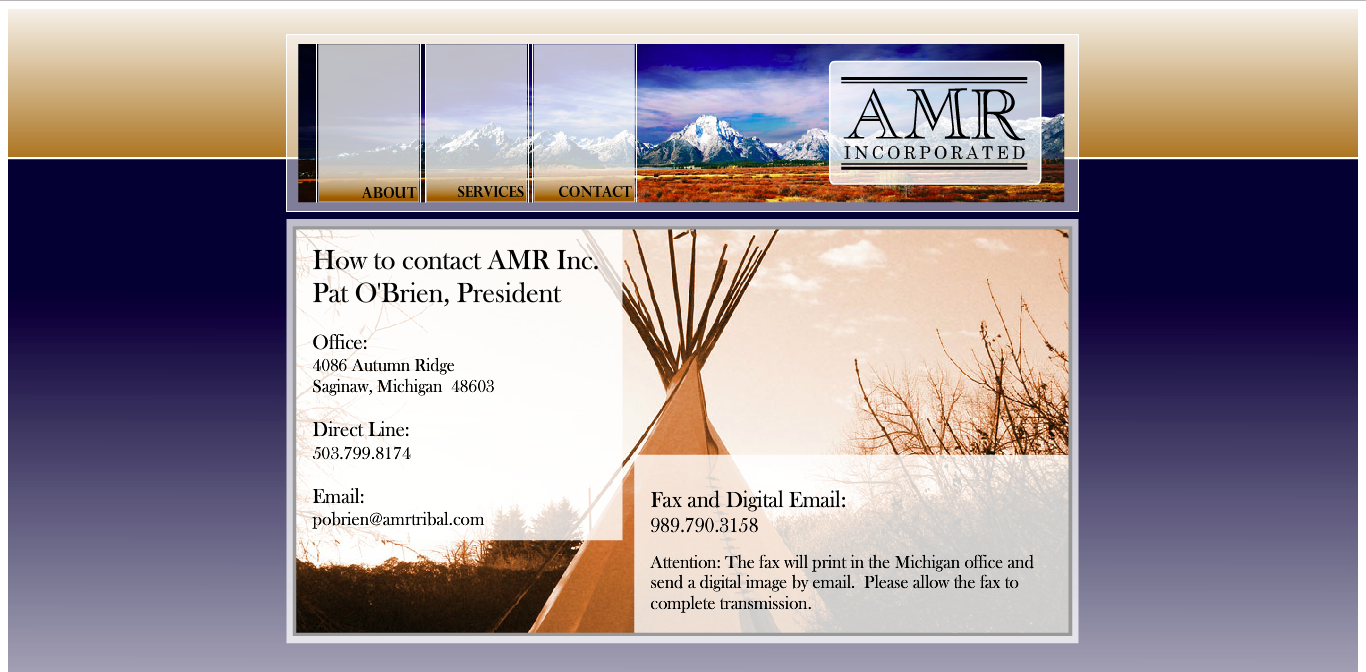 ABOUT
SERVICES
CONTACT
AMR
INCORPORATED
How to contact AMR Inc.
Pat O'Brien, President
Office:
4086 Autumn Ridge
Saginaw, Michigan  48603
Direct Line:
503.799.8174
Email:
pobrien@amrtribal.com
Fax and Digital Email:
989.790.3158
Attention: The fax will print in the Michigan office and
send a digital image by email.  Please allow the fax to
complete transmission.